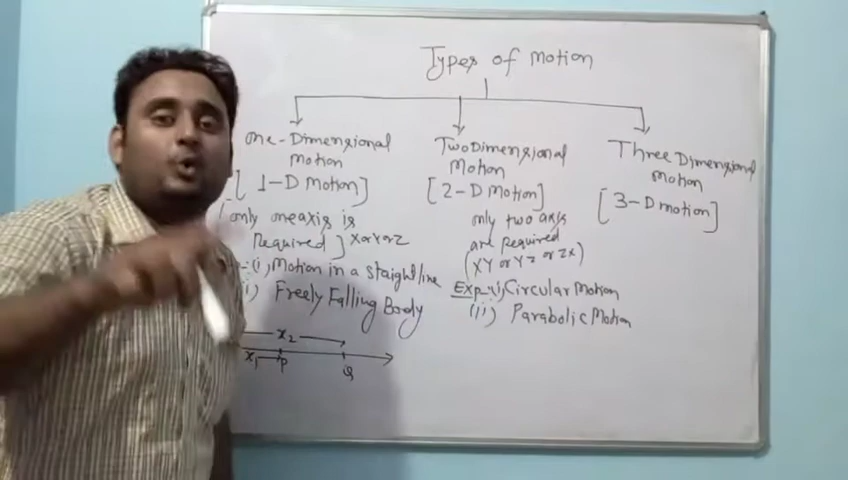 Types of Motion
One-Dimensional
Motion
[1-D Motion]
(only one axis is
Required] X or Y or Z
(i) Motion in a staight line
i) Freely Falling Body
x2
x1 P Q
Two Dimensional
Motion
[2-D Motion]
only two axis
are required
(XY or YZ or ZX)
Exp-(i) Circular Motion
(ii) Parabolic Motion
Three Dimensional
Motion
[3-D motion]